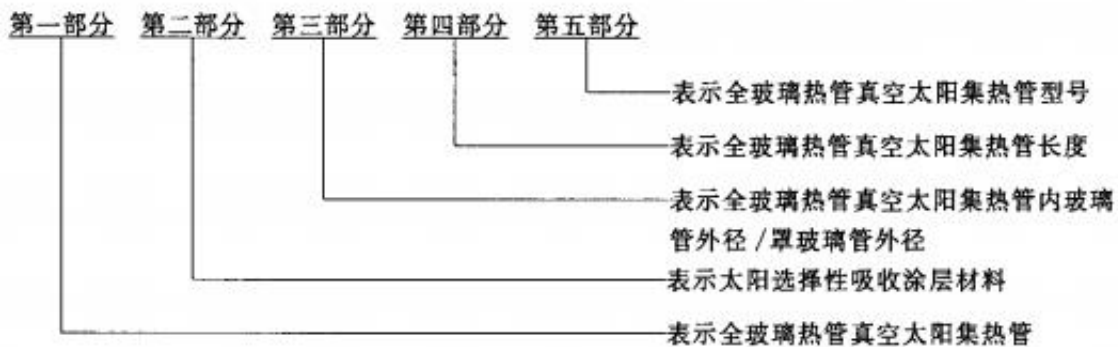 第一部分 第二部分 第三部分 第四部分 第五部分
表示全玻璃热管真空太阳集热管型号
表示全玻璃热管真空太阳集热管长度
表示全玻璃热管真空太阳集热管内玻璃
管外径/罩玻璃管外径
表示太阳选择性吸收涂层材料
表示全玻璃热管真空太阳集热管